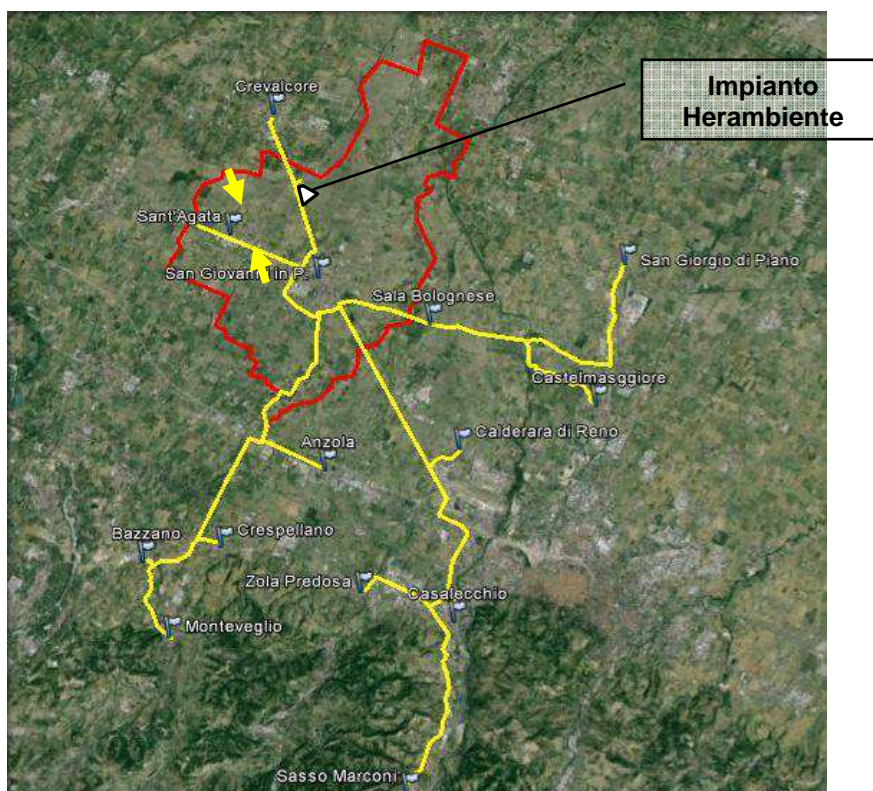 Crevalcore
Impianto
Herambiente
Sant'Agata
San Giovanni in P.
San Giorgio di Piano
Sala Bolognese
Castelmasggiore
Calderara di Reno
Anzola
Bazzano
Crespellano
Zola Predosa
Casalecchio
Monteveglio
Sasso Marconi